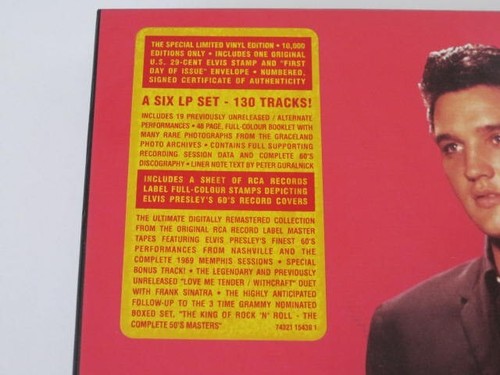 THE SPECIAL LIMITED VINYL EDITION • 10,000
EDITIONS ONLY • INCLUDES ONE ORIGINAL
U.S. 29-CENT ELVIS STAMP AND "FIRST
DAY OF ISSUE" ENVELOPE • NUMBERED,
SIGNED CERTIFICATE OF AUTHENTICITY
A SIX LP SET - 130 TRACKS!
INCLUDES 19 PREVIOUSLY UNRELEASED / ALTERNATE
PERFORMANCES • 48 PAGE, FULL-COLOUR BOOKLET WITH
MANY RARE PHOTOGRAPHS FROM THE GRACELAND
PHOTO ARCHIVES • CONTAINS FULL SUPPORTING
RECORDING SESSION DATA AND COMPLETE 60'S
DISCOGRAPHY • LINER NOTE TEXT BY PETER GURALNICK
INCLUDES A SHEET OF RCA RECORDS
LABEL FULL-COLOUR STAMPS DEPICTING
ELVIS PRESLEY'S 60'S RECORD COVERS
THE ULTIMATE DIGITALLY REMASTERED COLLECTION
FROM THE ORIGINAL RCA RECORD LABEL MASTER
TAPES FEATURING ELVIS PRESLEY'S FINEST 60'S
PERFORMANCES FROM NASHVILLE AND THE
COMPLETE 1969 MEMPHIS SESSIONS • SPECIAL
BONUS TRACK! • THE LEGENDARY AND PREVIOUSLY
UNRELEASED "LOVE ME TENDER / WITHCRAFT" DUET
WITH FRANK SINATRA • THE HIGHLY ANTICIPATED
FOLLOW-UP TO THE 3 TIME GRAMMY NOMINATED
BOXED SET, "THE KING OF ROCK 'N' ROLL - THE
COMPLETE 50'S MASTERS" 74321 15430 1